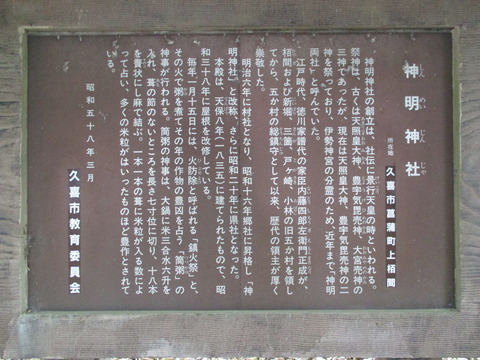 神明神社
しん めい じん じゃ
所在地 久喜市菖蒲町上栢間
神明神社の創立は、社伝に景行天皇の時といわれる。
祭神は、古くは天照皇大神、豊宇気毘売神、大宮売神の
三神であったが、現在は天照皇大神、豊宇気毘売神の二
神を祭っており、伊勢神宮の分霊のため、近年まで「神明
両社」と呼んでいた。
江戸時代、徳川家譜代の家臣内藤四郎左衛門正成が、
栢間および新堀、三箇、戸ヶ崎、小林の旧五か村を領し
てから、五か村の総鎮守として以来、歴代の領主が厚く
崇敬した。
明治六年に村社となり、昭和十六年郷社に昇格し「神
明神社」と改称、さらに昭和二十年に県社となった。
本殿は、天保八年(一八三五)に建てられたもので、昭
和三十八年に屋根を改修している。
毎年一月十五日には、火防除と呼ばれる「鎮火祭」と、
その火で粥を煮てその年の作物の豊凶を占う「筒粥」の
神事が行われる。筒粥の神事は、大鍋に米三合水六升を
入れ、葦の節のないところを長さ七寸位に切り、十八本
を簀状にし麻で結ぶ。一本一本の葦に米粒が入る数によ
って占い、多くの米粒がはいったものほど豊作とされて
いる。
昭和五十八年三月
久喜市教育委員会